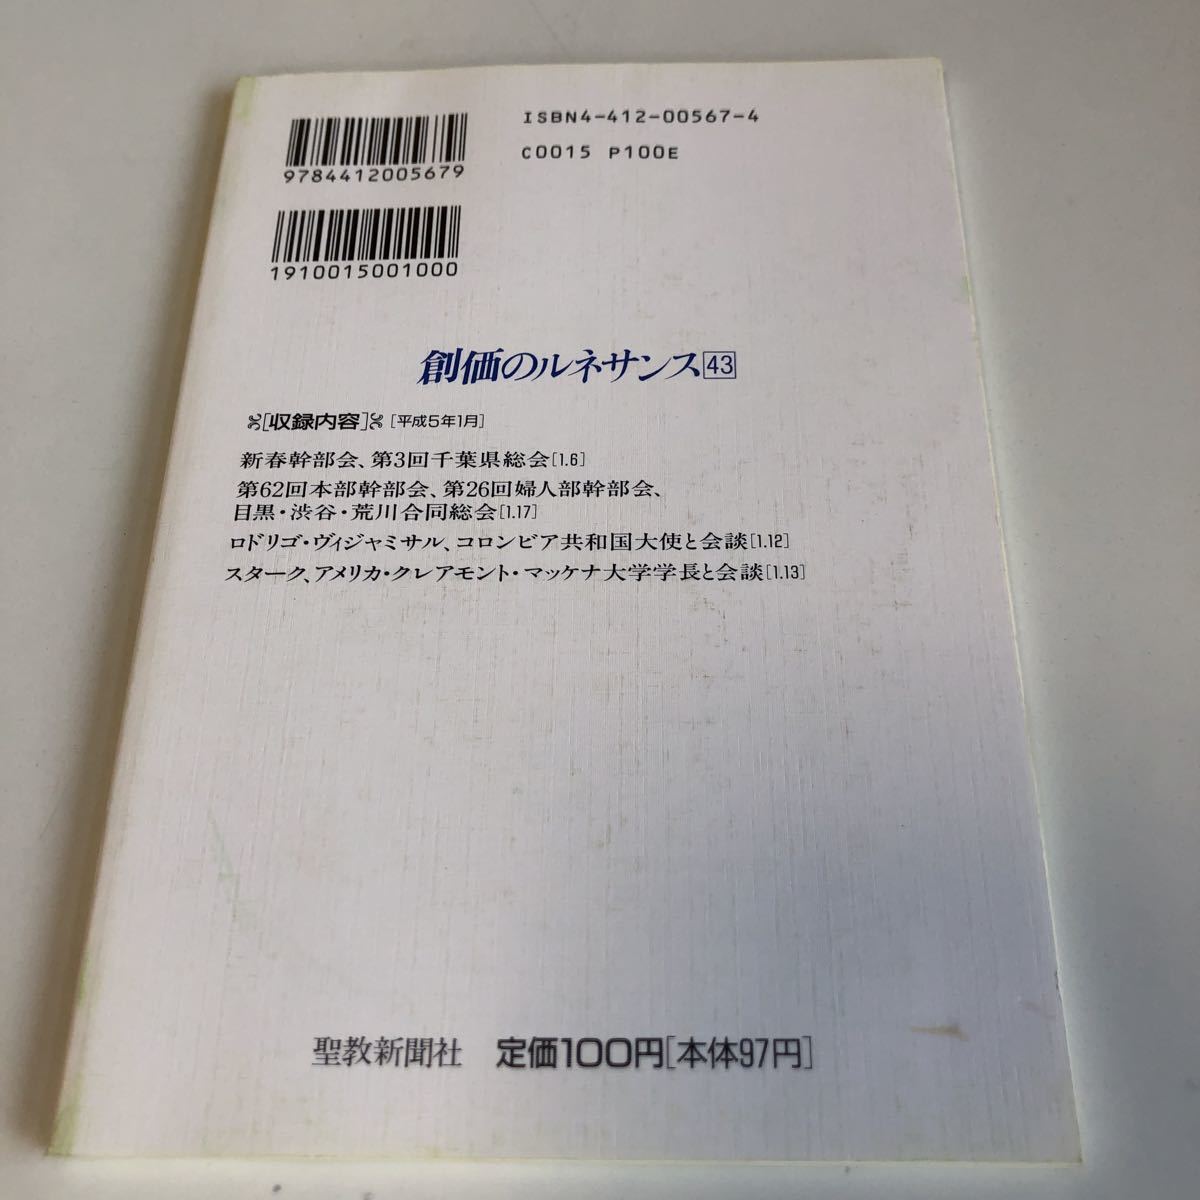 ISBN4-412-00567-4
C0015 P100E
9784412005679
1910015001000
創価のルネサンス43
[収録内容] [平成5年1月]
新春幹部会、第3回千葉県総会[1.6]
第62回本部幹部会、第26回婦人部幹部会、
目黒・渋谷・荒川合同総会[1.17]
ロドリゴ・ヴィジャミサル、コロンビア共和国大使と会談[1.12]
スターク、アメリカ・クレアモント・マッケナ大学学長と会談[1.13]
聖教新聞社 定価100円[本体97円]